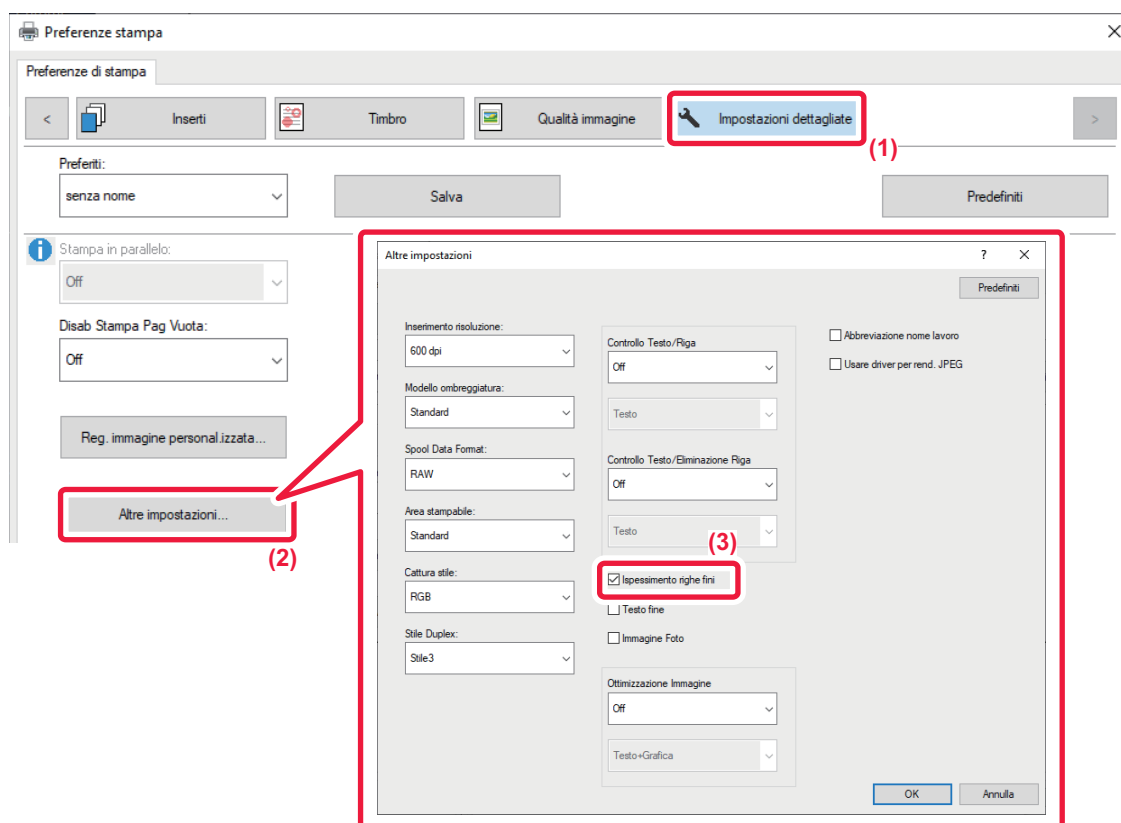 Preferenze stampa
Preferenze di stampa
< Inserti Timbro Qualità immagine Impostazioni dettagliate >
(1)
Preferiti:
senza nome Salva Predefiniti
Stampa in parallelo:
Off
Disab Stampa Pag Vuota:
Off
Reg. immagine personal.izzata...
Altre impostazioni...
(2)
Altre impostazioni ?
Predefiniti
Inserimento risoluzione:
600 dpi
Modello ombreggiatura:
Standard
Spool Data Format:
RAW
Area stampabile:
Standard
Cattura stile:
RGB
Stile Duplex:
Stile3
Controllo Testo/Riga
Off
Testo
Controllo Testo/Eliminazione Riga
Off
Testo
(3)
Ispessimento righe fini
Testo fine
Immagine Foto
Ottimizzazione Immagine
Off
Testo+Grafica
Abbreviazione nome lavoro
Usare driver per rend. JPEG
OK Annulla